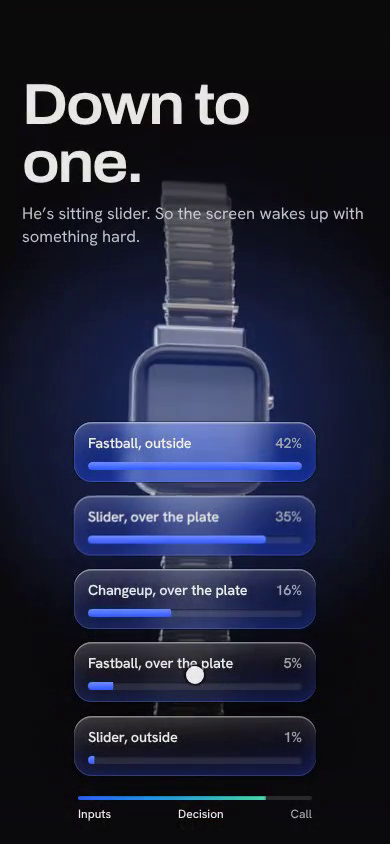 Down to
one.
He’s sitting slider. So the screen wakes up with
something hard.
Fastball, outside 42%
Slider, over the plate 35%
Changeup, over the plate 16%
Fastball, over the plate 5%
Slider, outside 1%
Inputs Decision Call